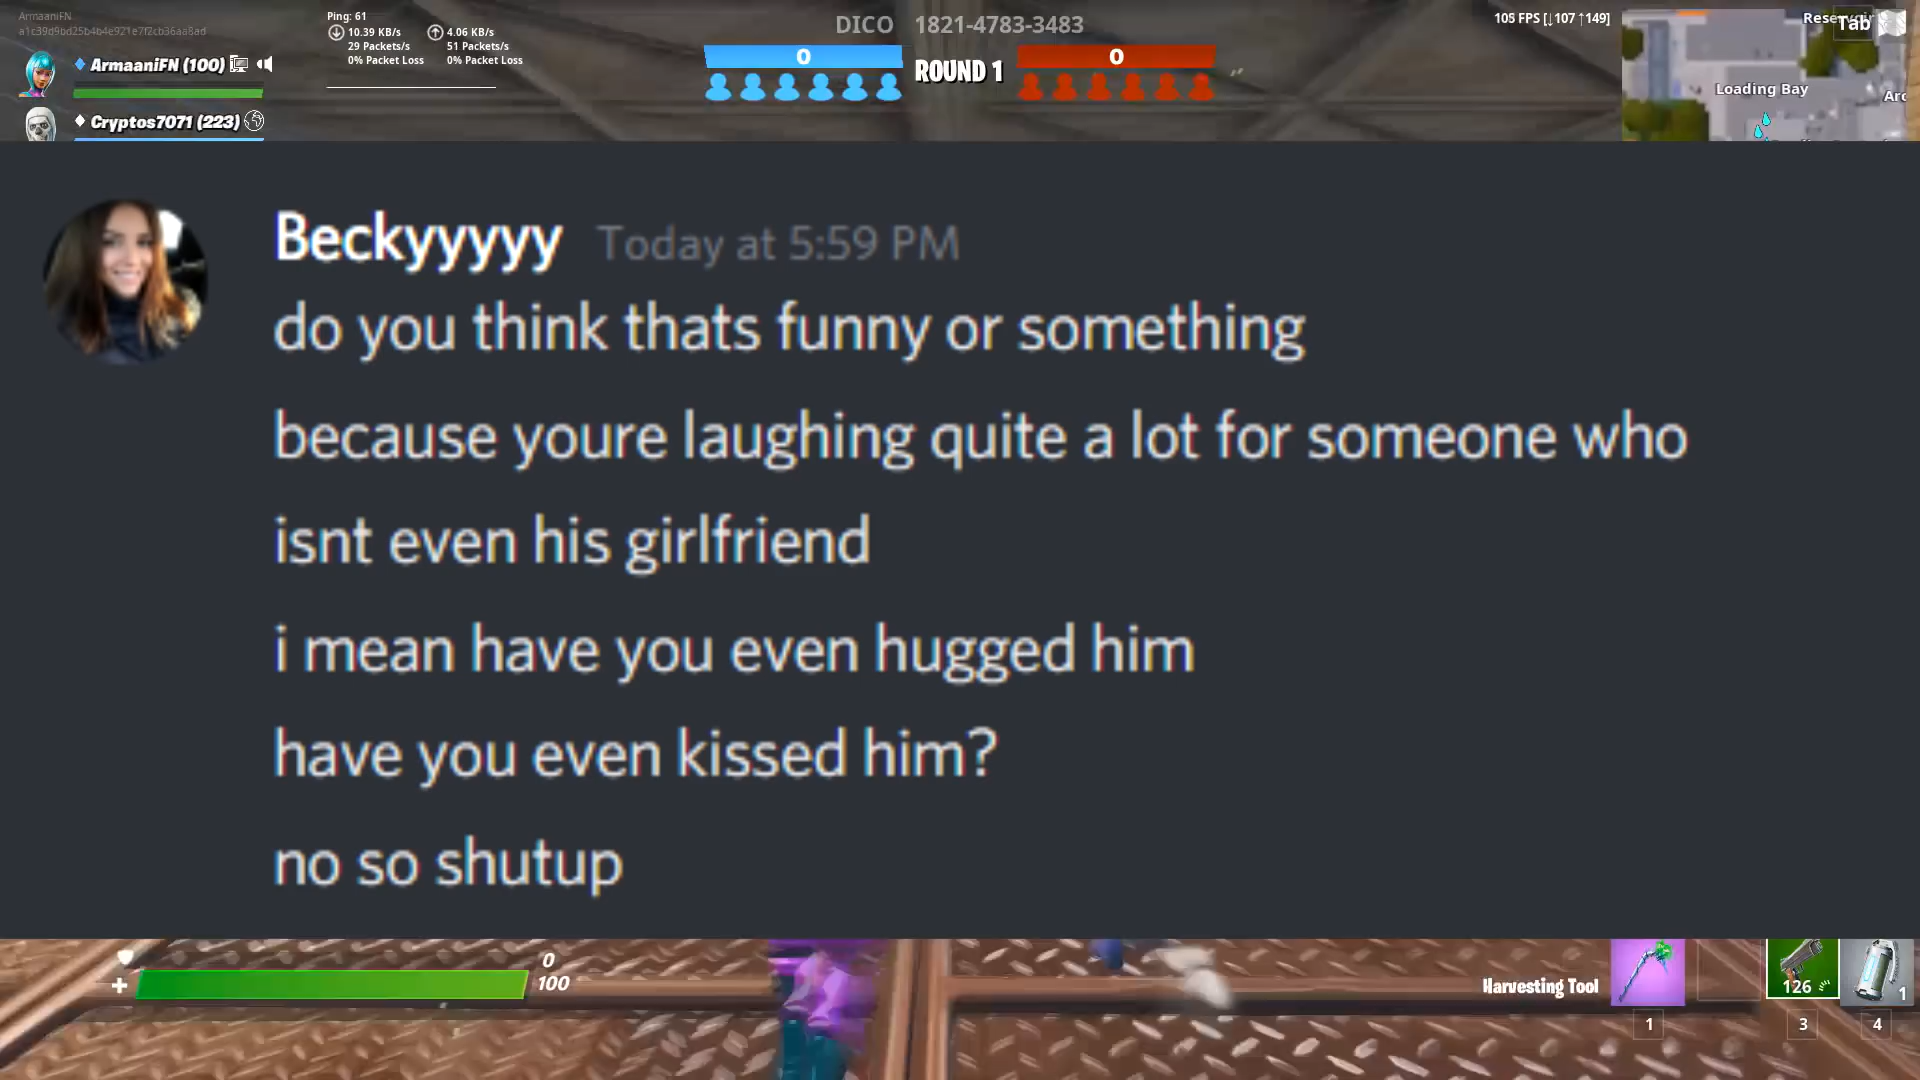 ArmaaniFN
Ping: 61
10.39 KB/s 4.06 KB/s
29 Packets/s 51 Packets/s
0% Packet Loss 0% Packet Loss
DICO 1821-4783-3483
105 FPS [↓107 ↑149]
Tab
ArmaaniFN (100)
0 ROUND 1 0
Loading Bay
Cryptos7071 (223)
Beckyyyyy Today at 5:59 PM
do you think thats funny or something
because youre laughing quite a lot for someone who
isnt even his girlfriend
i mean have you even hugged him
have you even kissed him?
no so shutup
0
100
Harvesting Tool
126
1
1 3 4